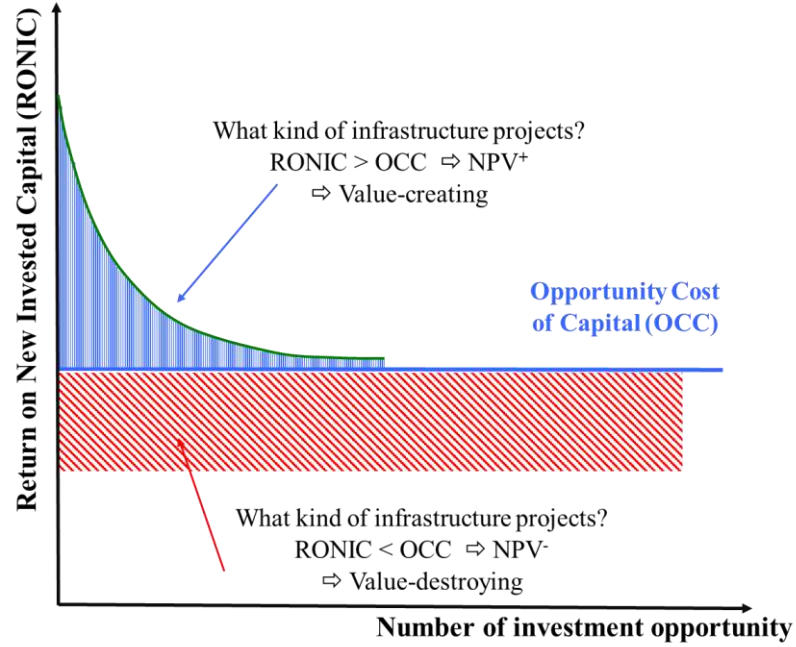 Return on New Invested Capital (RONIC)
What kind of infrastructure projects?
RONIC > OCC ⇨ NPV⁺
⇨ Value-creating
Opportunity Cost
of Capital (OCC)
What kind of infrastructure projects?
RONIC < OCC ⇨ NPV⁻
⇨ Value-destroying
Number of investment opportunity